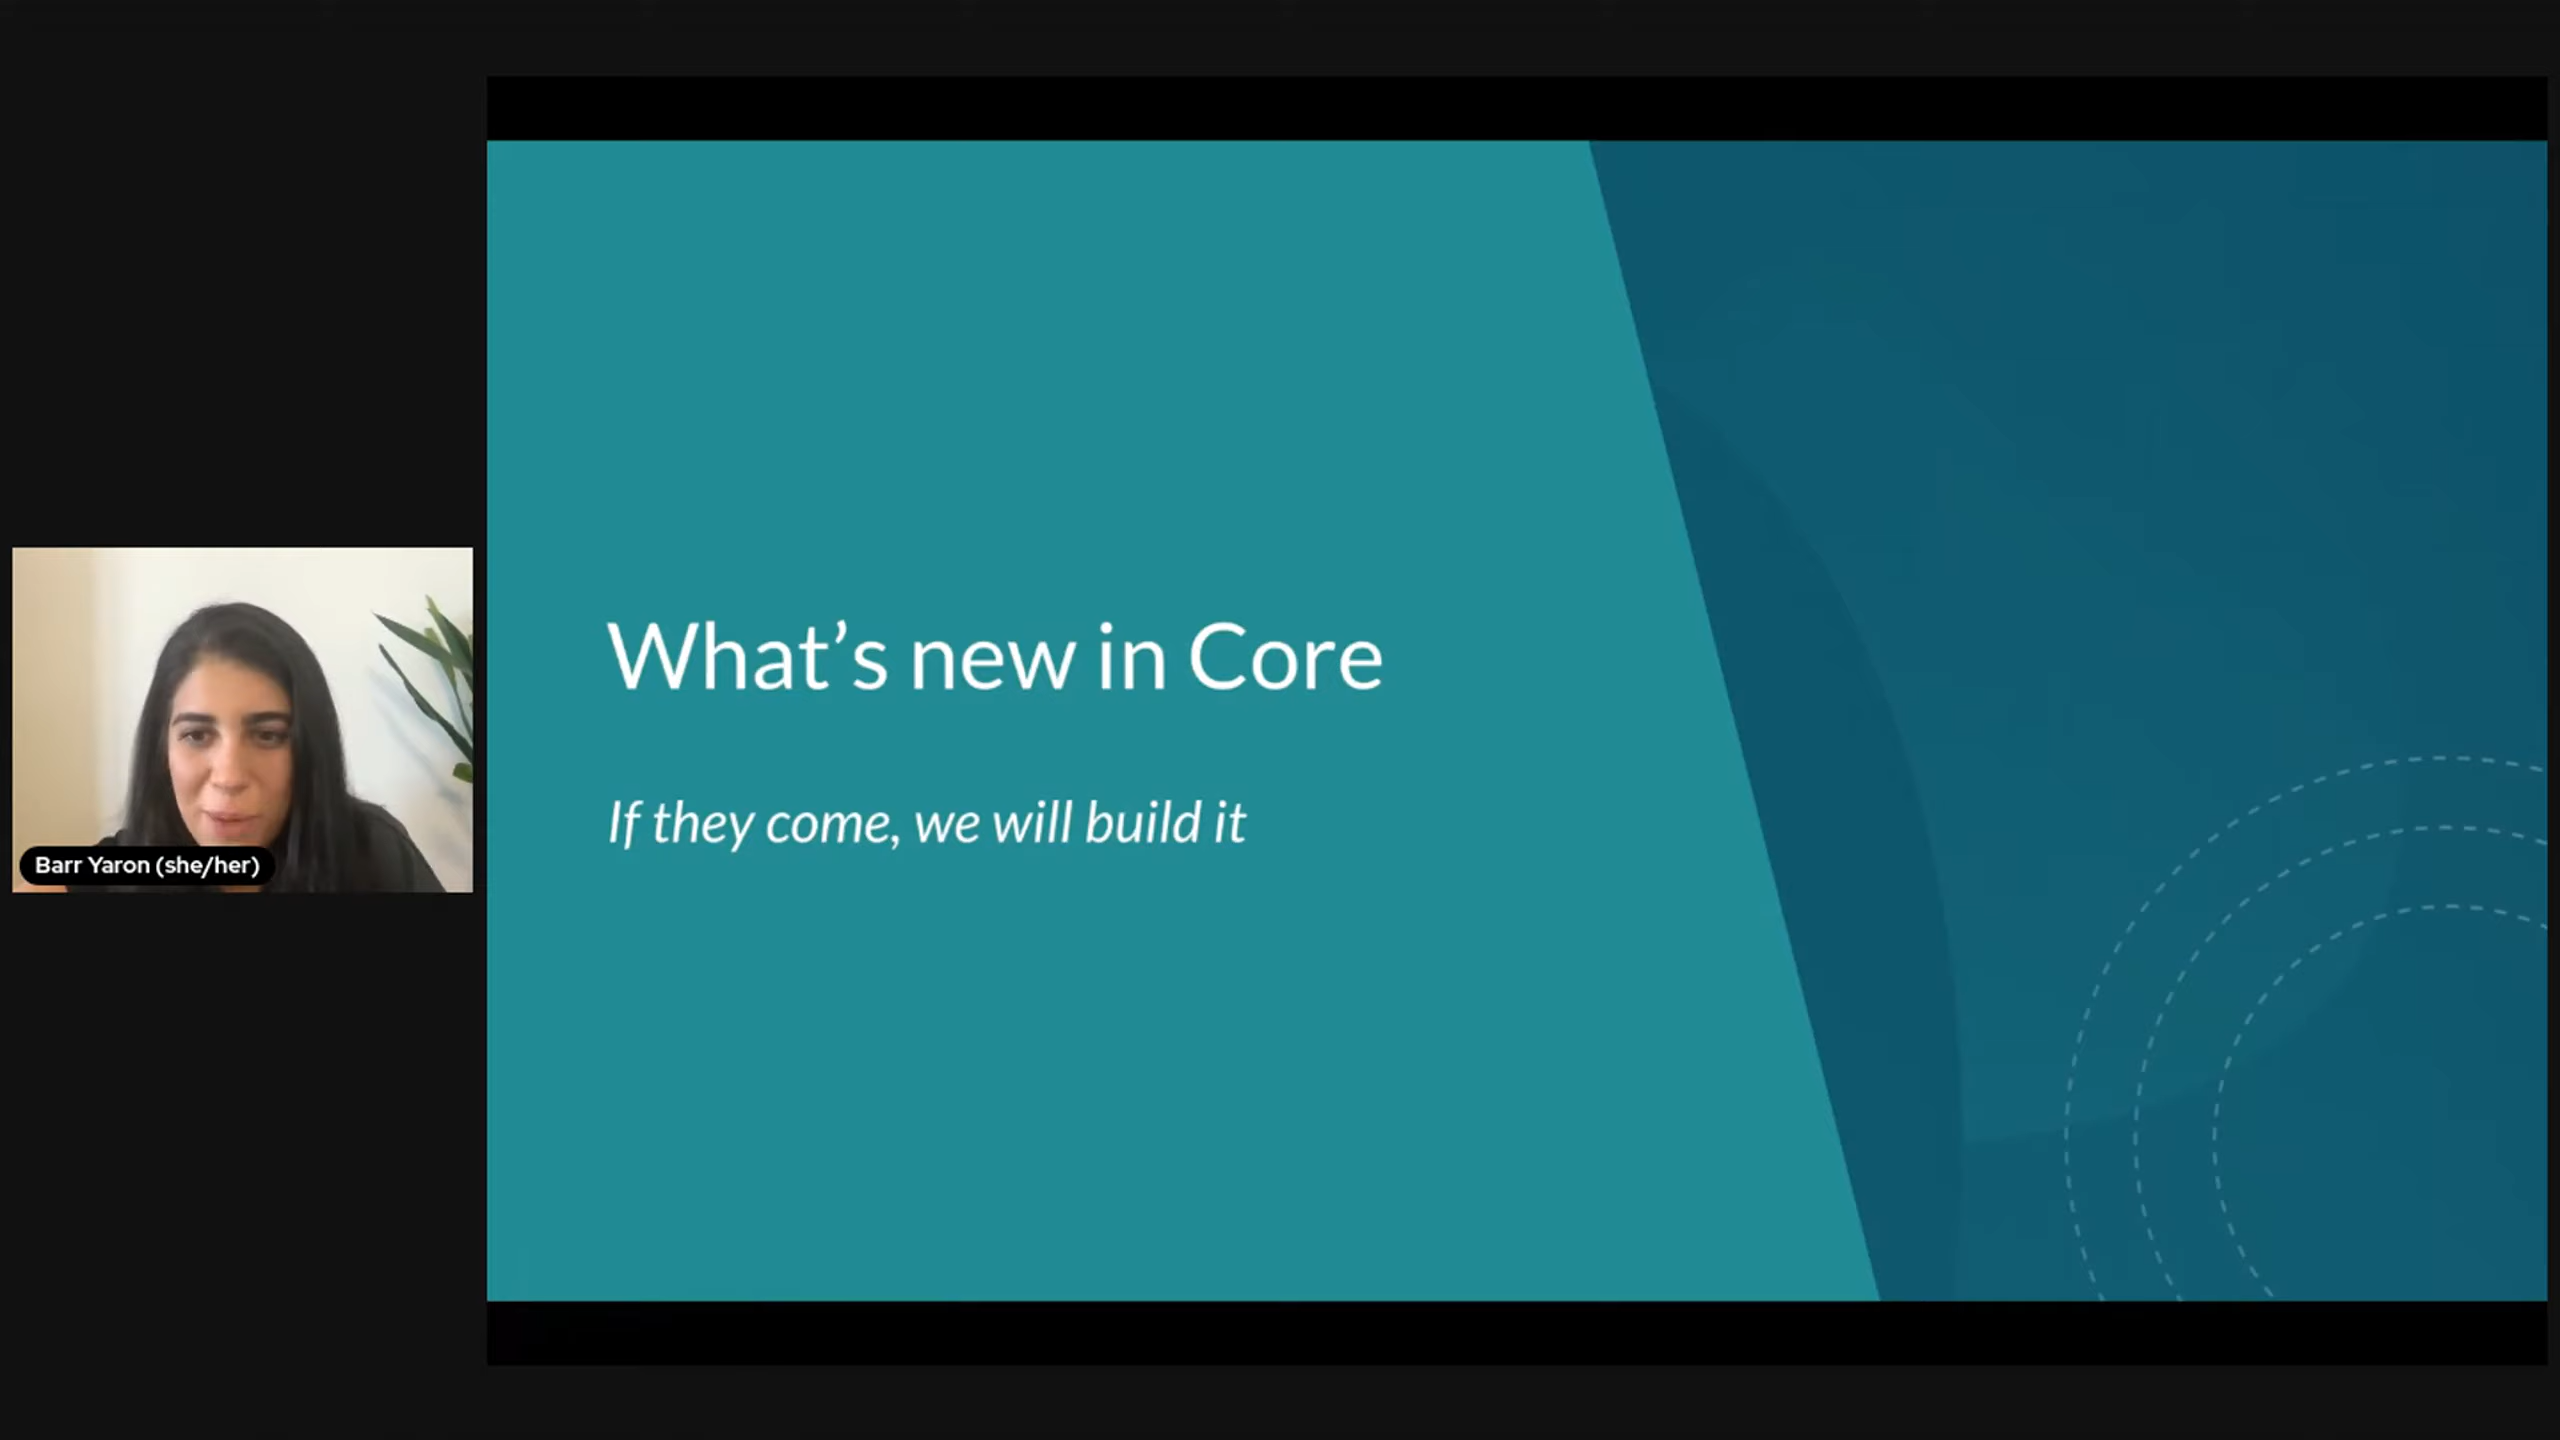 What’s new in Core
If they come, we will build it
Barr Yaron (she/her)